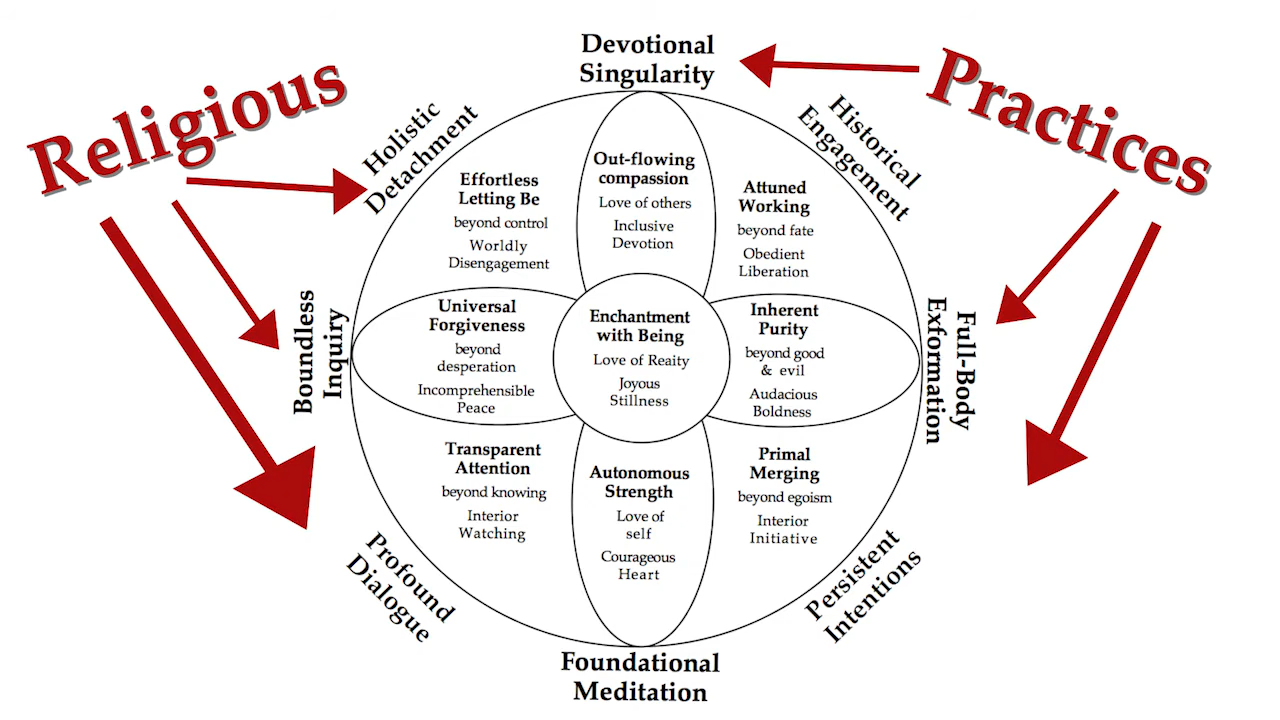 Religious
Practices
Devotional
Singularity
Holistic
Detachment
Historical
Engagement
Effortless
Letting Be
beyond control
Worldly
Disengagement
Out-flowing
compassion
Love of others
Inclusive
Devotion
Attuned
Working
beyond fate
Obedient
Liberation
Boundless
Inquiry
Universal
Forgiveness
beyond
desperation
Incomprehensible
Peace
Enchantment
with Being
Love of Reaity
Joyous
Stillness
Inherent
Purity
beyond good
& evil
Audacious
Boldness
Full-Body
Exformation
Transparent
Attention
beyond knowing
Interior
Watching
Autonomous
Strength
Love of
self
Courageous
Heart
Primal
Merging
beyond egoism
Interior
Initiative
Profound
Dialogue
Persistent
Intentions
Foundational
Meditation